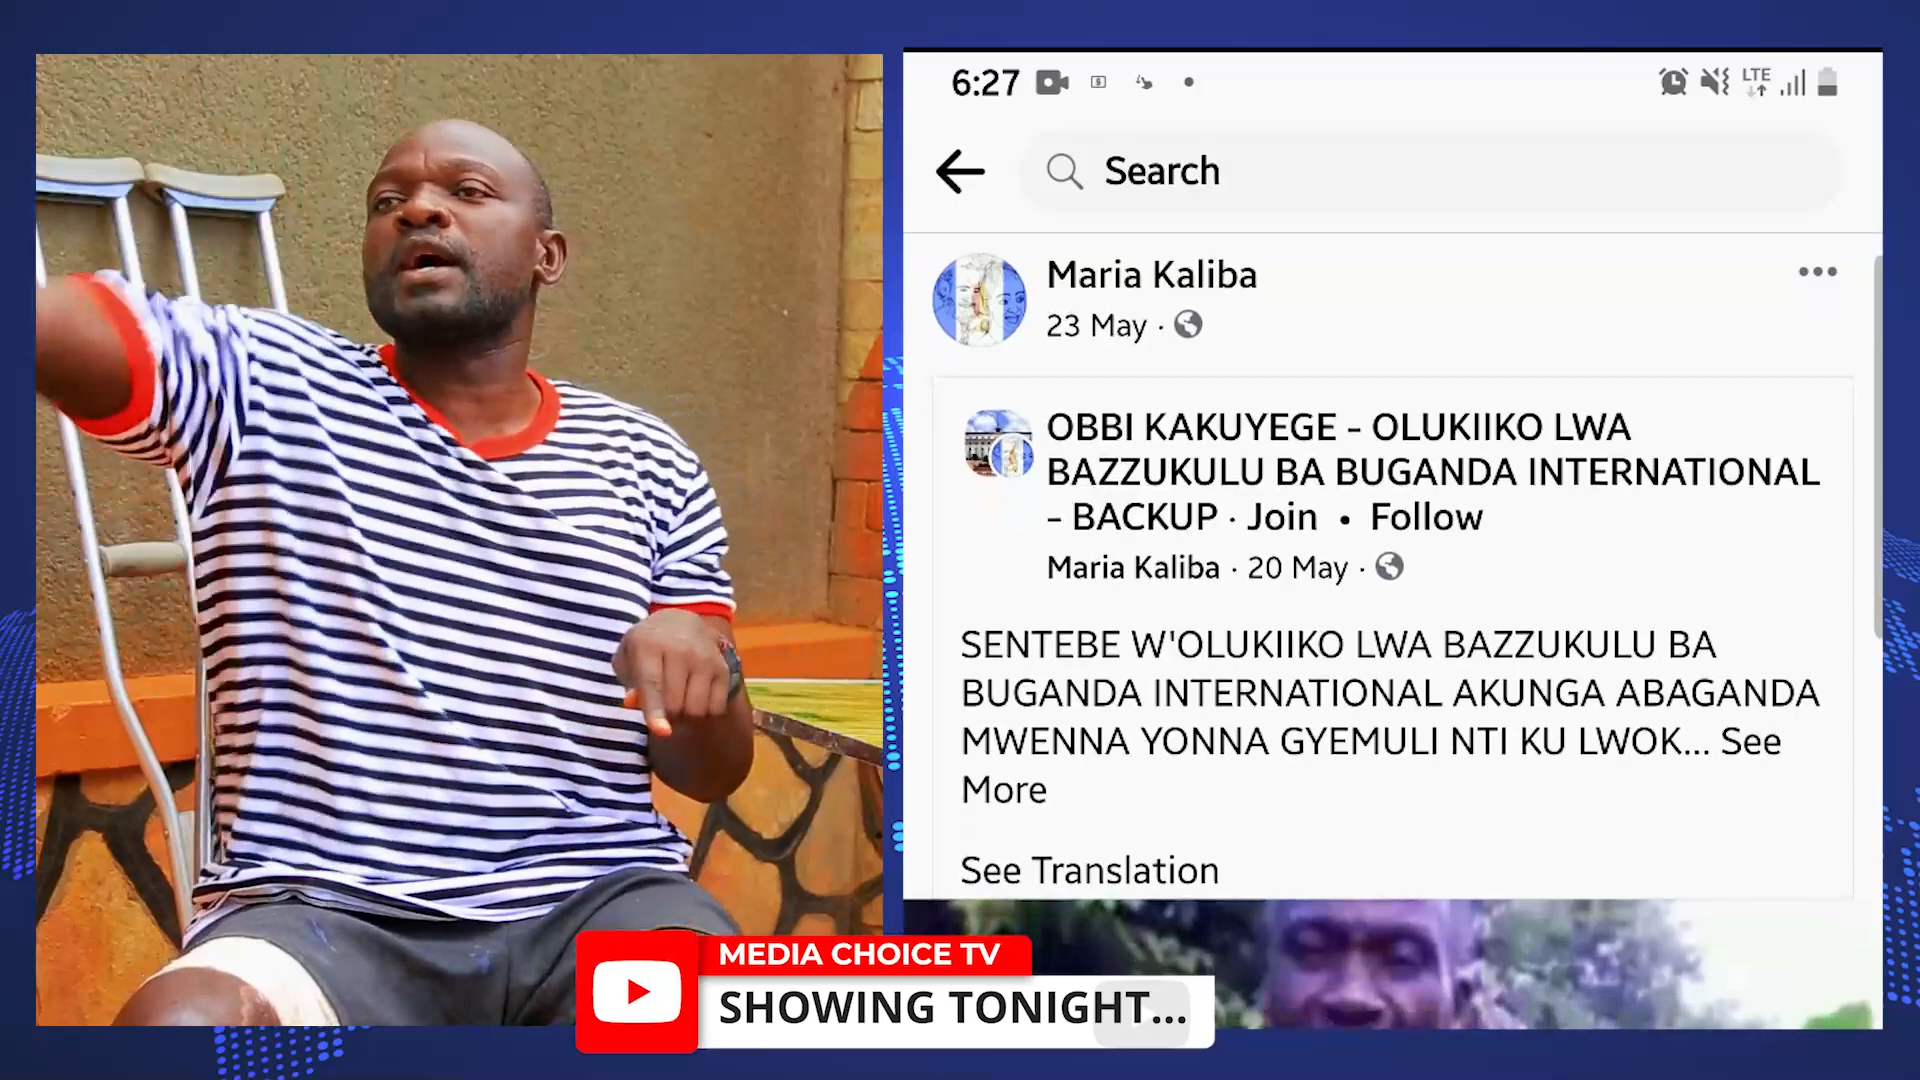 6:27
LTE
Search
Maria Kaliba
23 May ·
OBBI KAKUYEGE - OLUKIIKO LWA
BAZZUKULU BA BUGANDA INTERNATIONAL
- BACKUP · Join • Follow
Maria Kaliba · 20 May ·
SENTEBE W'OLUKIIKO LWA BAZZUKULU BA
BUGANDA INTERNATIONAL AKUNGA ABAGANDA
MWENNA YONNA GYEMULI NTI KU LWOK... See
More
See Translation
MEDIA CHOICE TV
SHOWING TONIGHT...